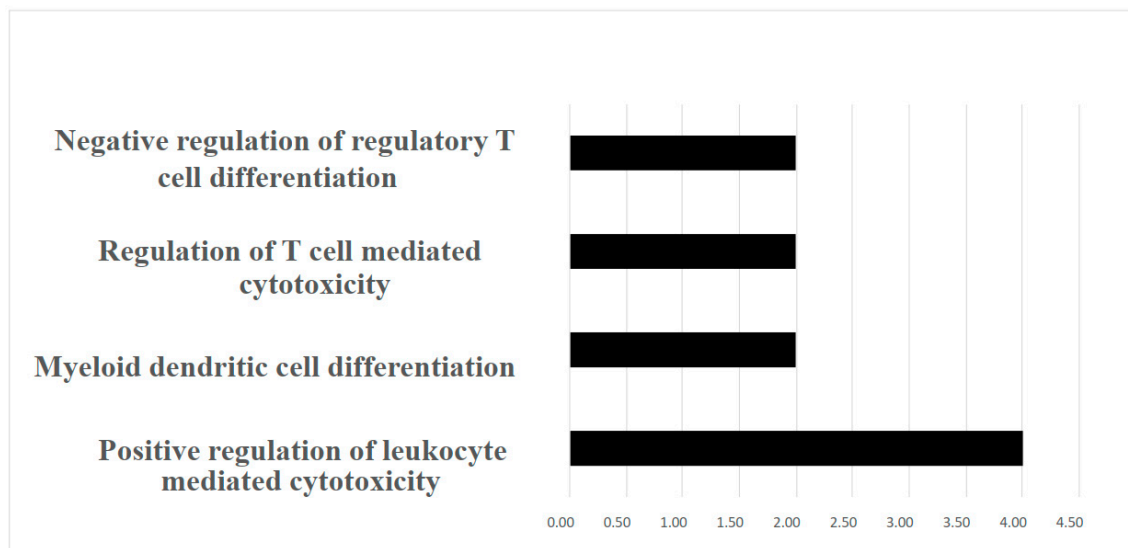 Negative regulation of regulatory T
cell differentiation
Regulation of T cell mediated
cytotoxicity
Myeloid dendritic cell differentiation
Positive regulation of leukocyte
mediated cytotoxicity
0.00 0.50 1.00 1.50 2.00 2.50 3.00 3.50 4.00 4.50